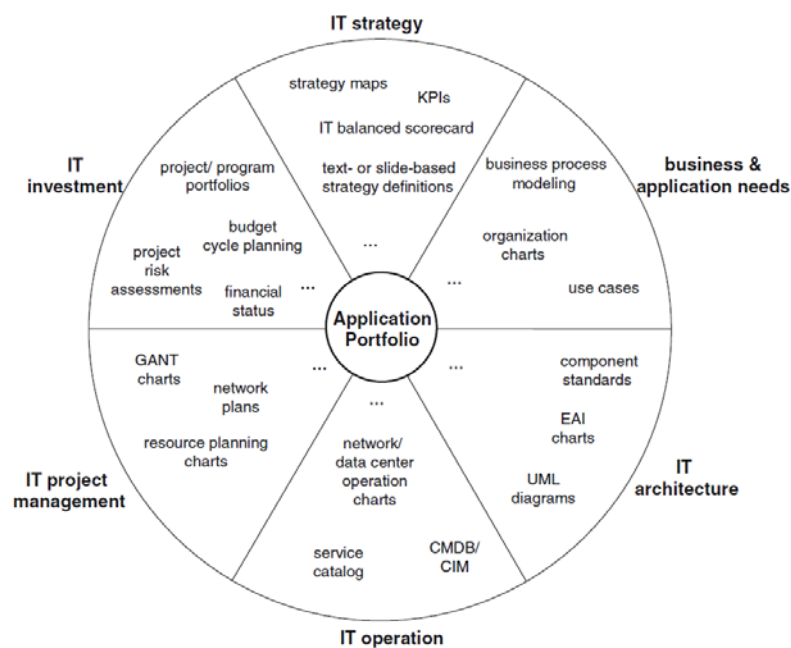 IT strategy
strategy maps
KPIs
IT balanced scorecard
text- or slide-based
strategy definitions
...
business &
application needs
business process
modeling
organization
charts
...
use cases
IT
investment
project/ program
portfolios
budget
cycle planning
project
risk
assessments
financial
status
...
Application
Portfolio
IT project
management
GANT
charts
...
network
plans
resource planning
charts
IT operation
...
network/
data center
operation
charts
service
catalog
CMDB/
CIM
IT
architecture
...
component
standards
EAI
charts
UML
diagrams